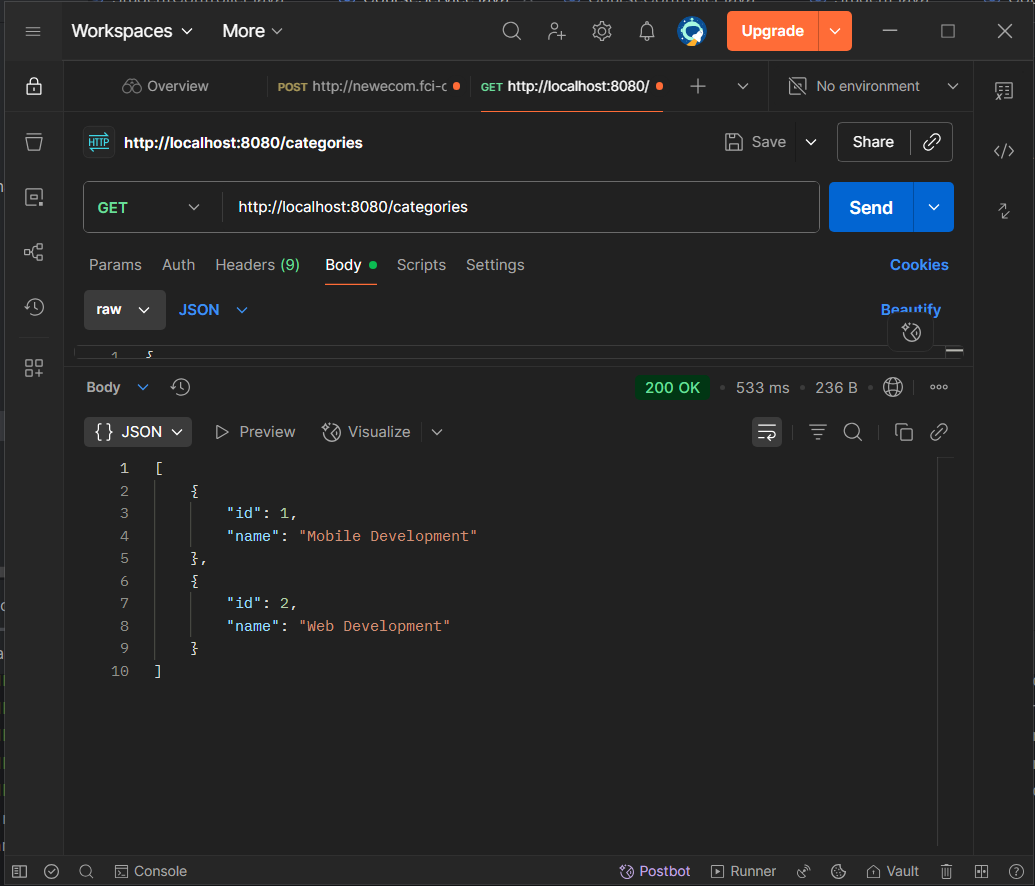 Workspaces More Upgrade
Overview POST http://newecom.fci-c GET http://localhost:8080/ No environment
HTTP http://localhost:8080/categories Save Share
GET http://localhost:8080/categories Send
Params Auth Headers (9) Body Scripts Settings Cookies
raw JSON Beautify
1 {
Body 200 OK 533 ms 236 B
{} JSON Preview Visualize
1 [
2 {
3 "id": 1,
4 "name": "Mobile Development"
5 },
6 {
7 "id": 2,
8 "name": "Web Development"
9 }
10 ]
Console Postbot Runner Vault